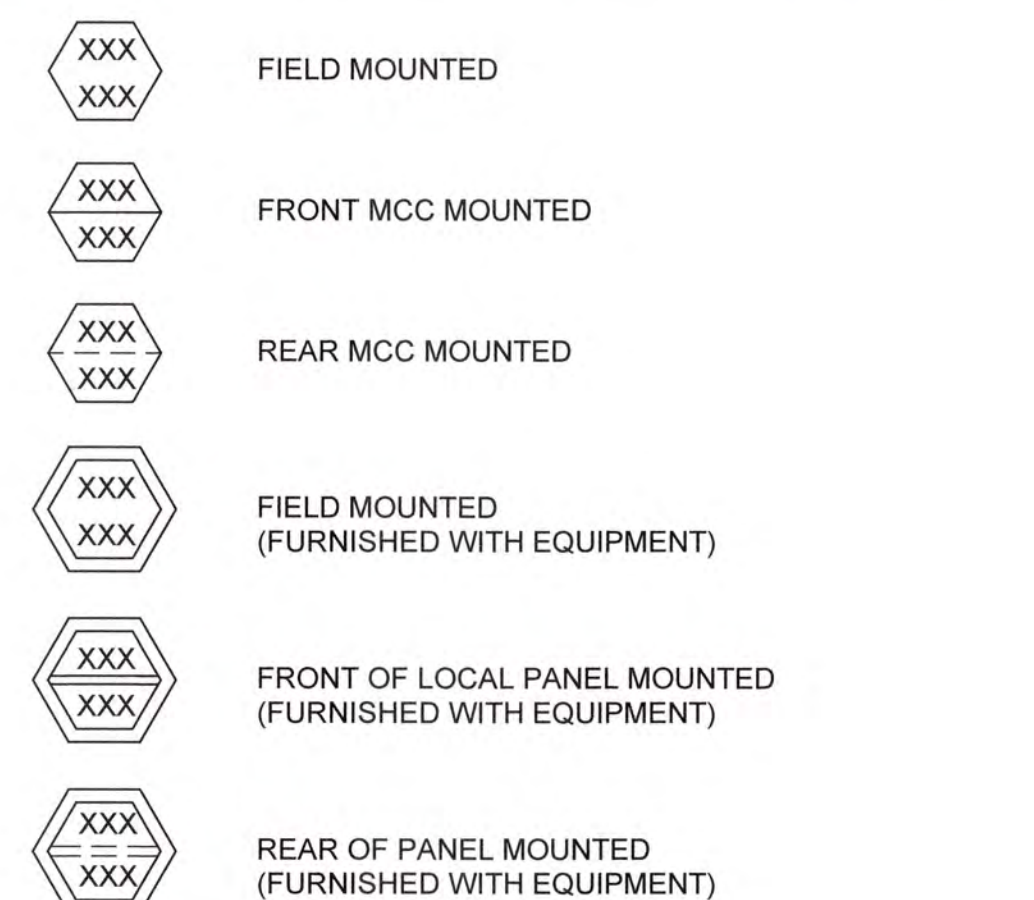 XXX
XXX
FIELD MOUNTED
XXX
XXX
FRONT MCC MOUNTED
XXX
XXX
REAR MCC MOUNTED
XXX
XXX
FIELD MOUNTED
(FURNISHED WITH EQUIPMENT)
XXX
XXX
FRONT OF LOCAL PANEL MOUNTED
(FURNISHED WITH EQUIPMENT)
XXX
XXX
REAR OF PANEL MOUNTED
(FURNISHED WITH EQUIPMENT)